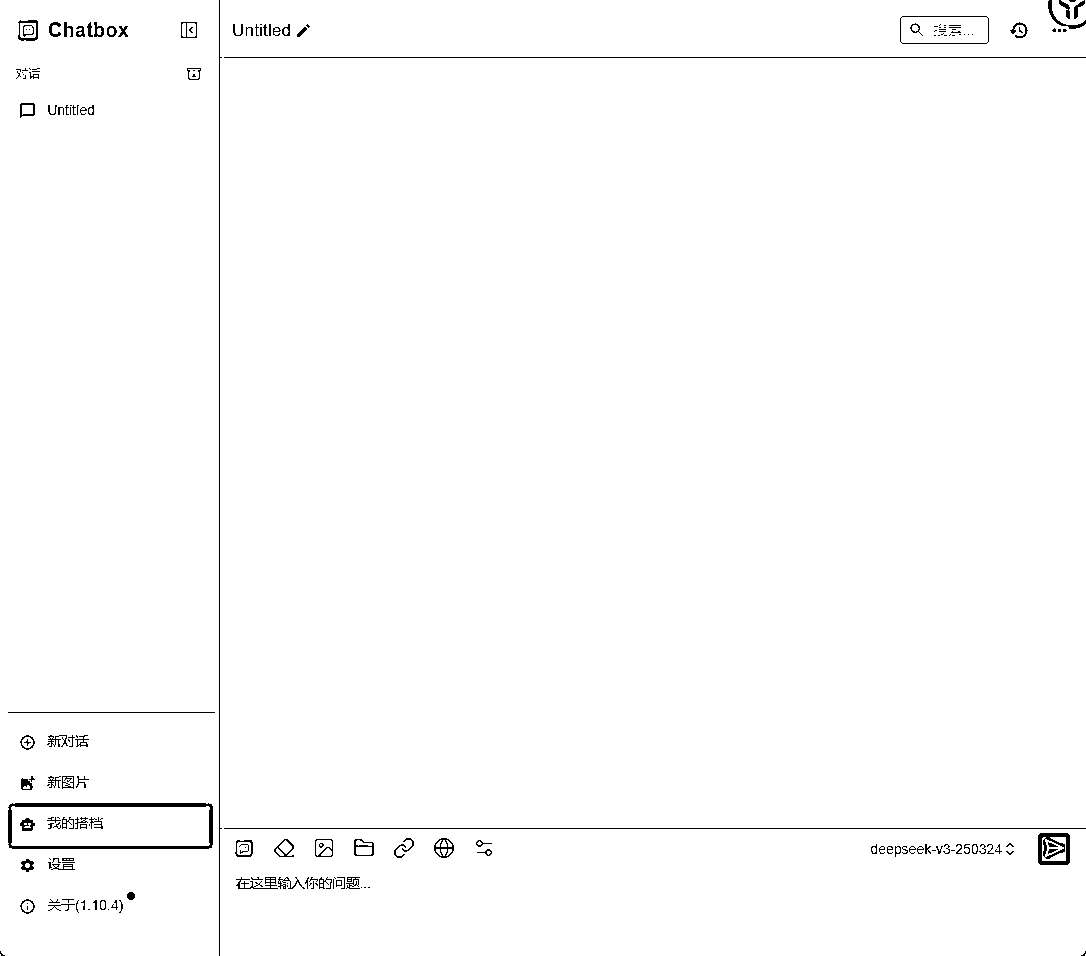 Chatbox
对话
Untitled
新对话
新图片
我的搭档
设置
关于(1.10.4)
Untitled
搜索...
deepseek-v3-250324
在这里输入你的问题...